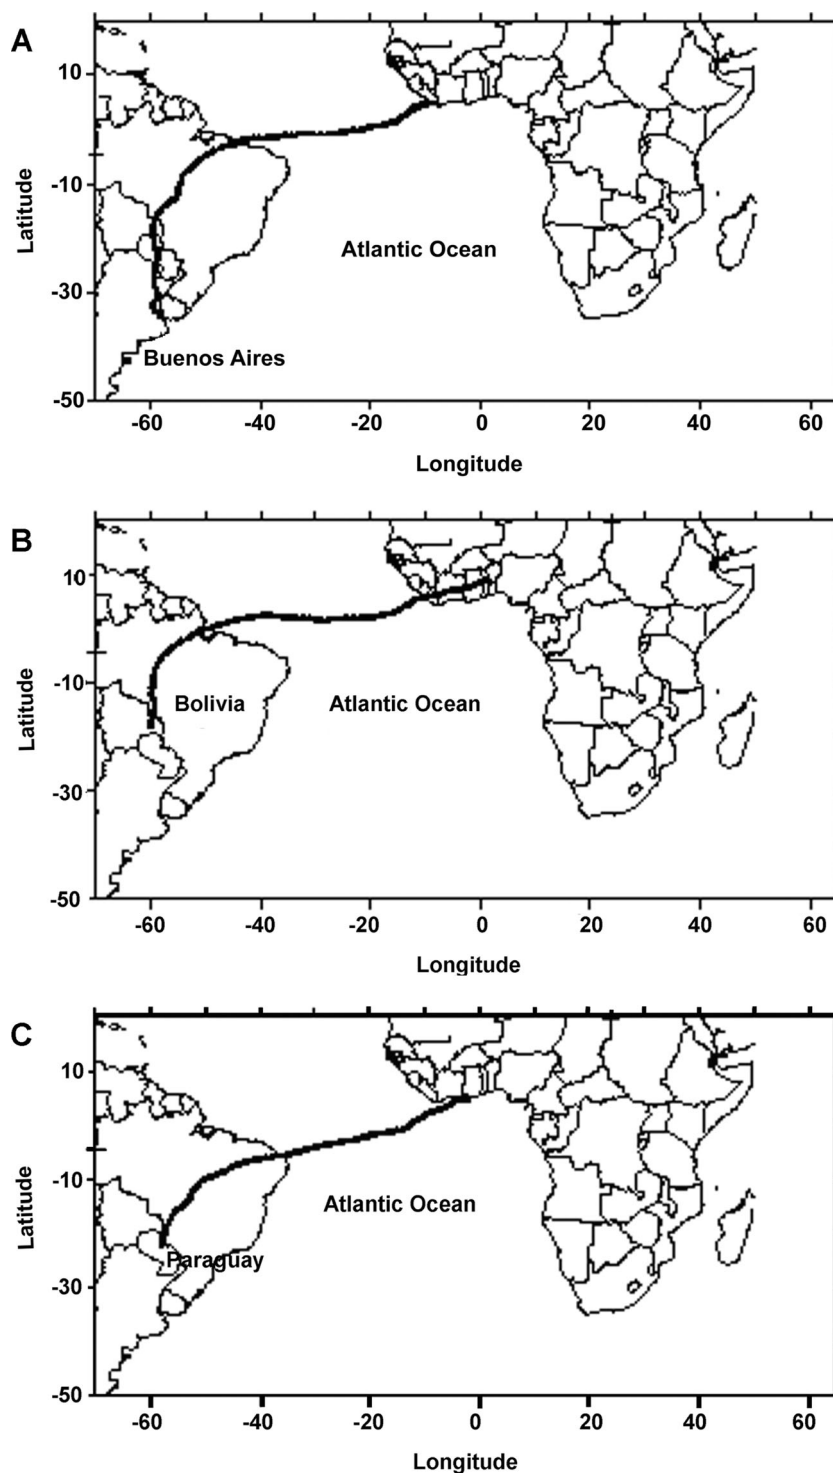 A
10
-10
-30
-50
Latitude
Atlantic Ocean
Buenos Aires
-60 -40 -20 0 20 40 60
Longitude
B
10
-10
-30
-50
Latitude
Bolivia
Atlantic Ocean
-60 -40 -20 0 20 40 60
Longitude
C
10
-10
-30
-50
Latitude
Atlantic Ocean
Paraguay
-60 -40 -20 0 20 40 60
Longitude